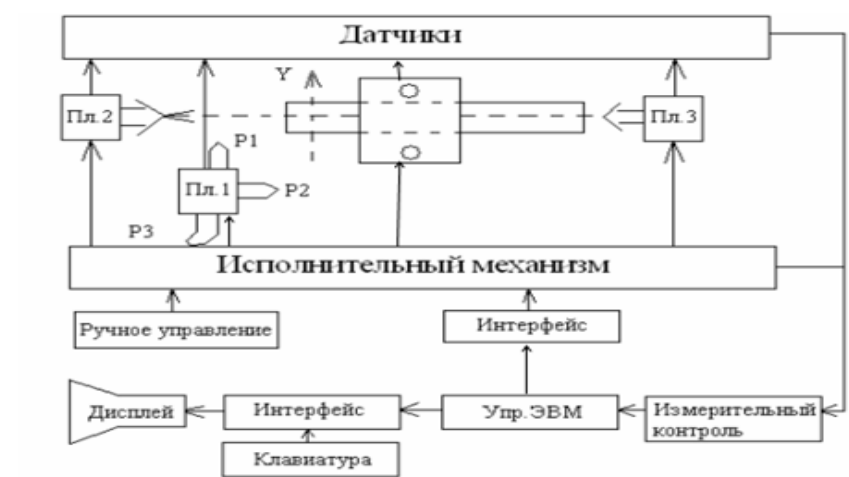 Датчики
Y
Пл.2
Пл.3
P1
Пл.1
P2
P3
Исполнительный механизм
Ручное управление
Интерфейс
Дисплей
Интерфейс
Упр.ЭВМ
Измерительный
контроль
Клавиатура